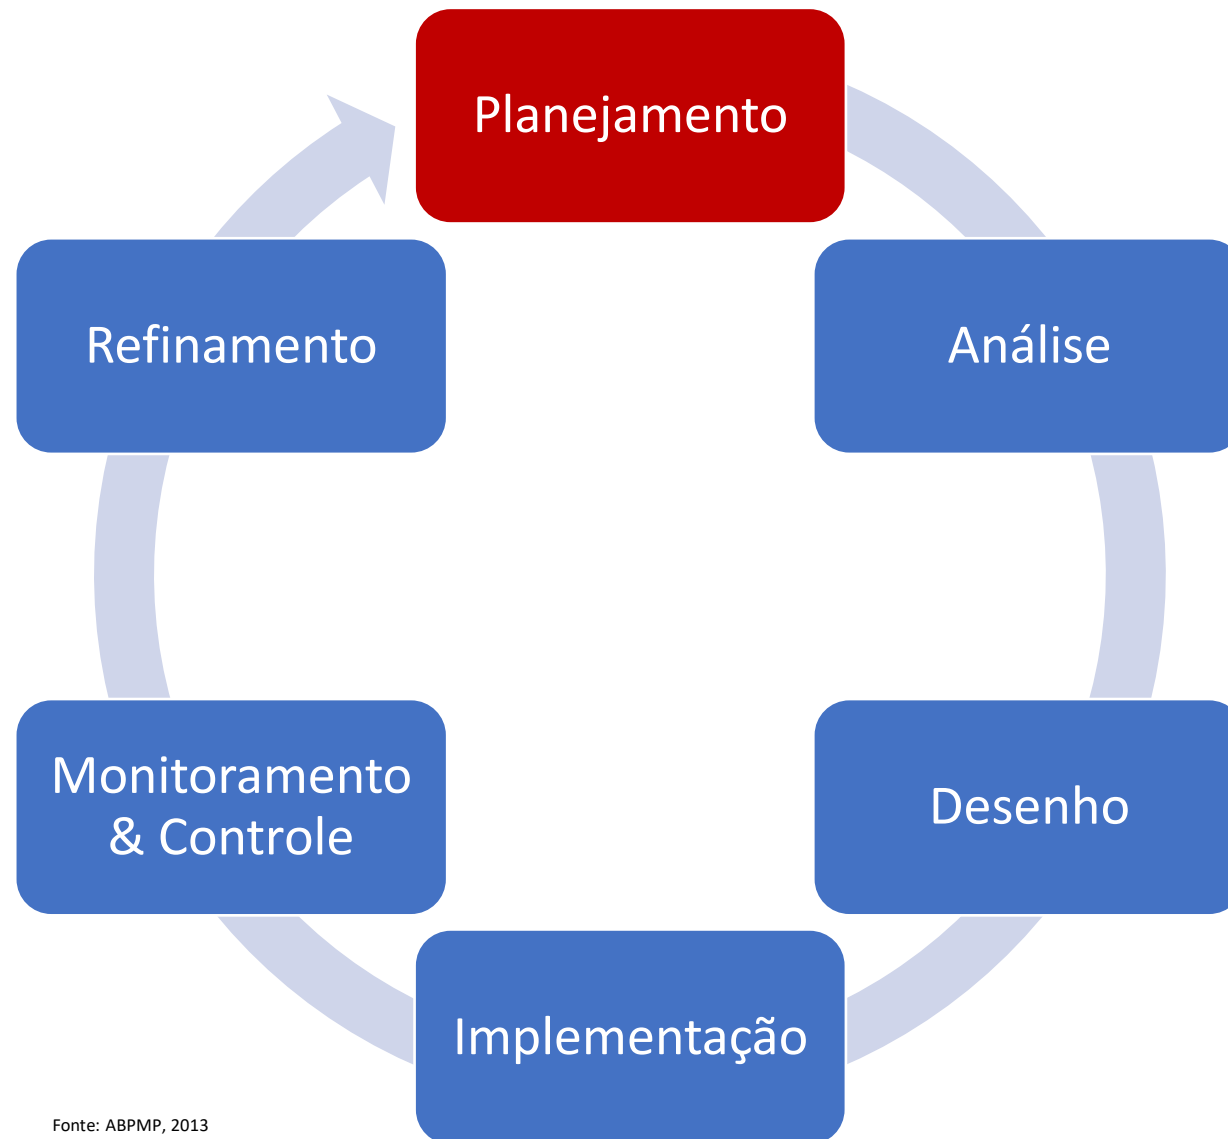 Planejamento
Análise
Desenho
Implementação
Monitoramento
& Controle
Refinamento
Fonte: ABPMP, 2013